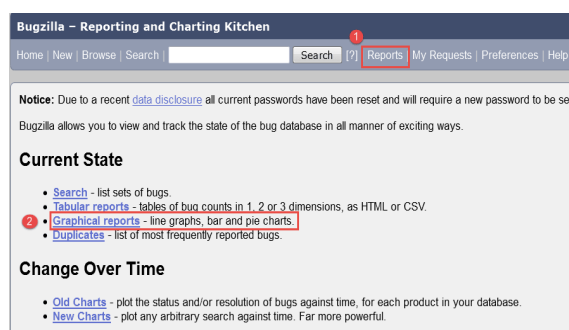 Bugzilla – Reporting and Charting Kitchen
1
Home | New | Browse | Search | Search [?] Reports My Requests | Preferences | Help
Notice: Due to a recent data disclosure all current passwords have been reset and will require a new password to be se
Bugzilla allows you to view and track the state of the bug database in all manner of exciting ways.
Current State
• Search - list sets of bugs.
• Tabular reports - tables of bug counts in 1, 2 or 3 dimensions, as HTML or CSV.
2 • Graphical reports - line graphs, bar and pie charts.
• Duplicates - list of most frequently reported bugs.
Change Over Time
• Old Charts - plot the status and/or resolution of bugs against time, for each product in your database.
• New Charts - plot any arbitrary search against time. Far more powerful.